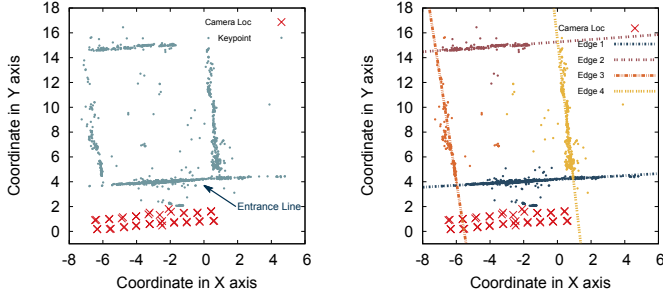 18
16
14
12
10
8
6
4
2
0
Coordinate in Y axis
Camera Loc
Keypoint
Entrance Line
-8 -6 -4 -2 0 2 4 6
Coordinate in X axis
18
16
14
12
10
8
6
4
2
0
Coordinate in Y axis
Camera Loc
Edge 1
Edge 2
Edge 3
Edge 4
-8 -6 -4 -2 0 2 4 6
Coordinate in X axis